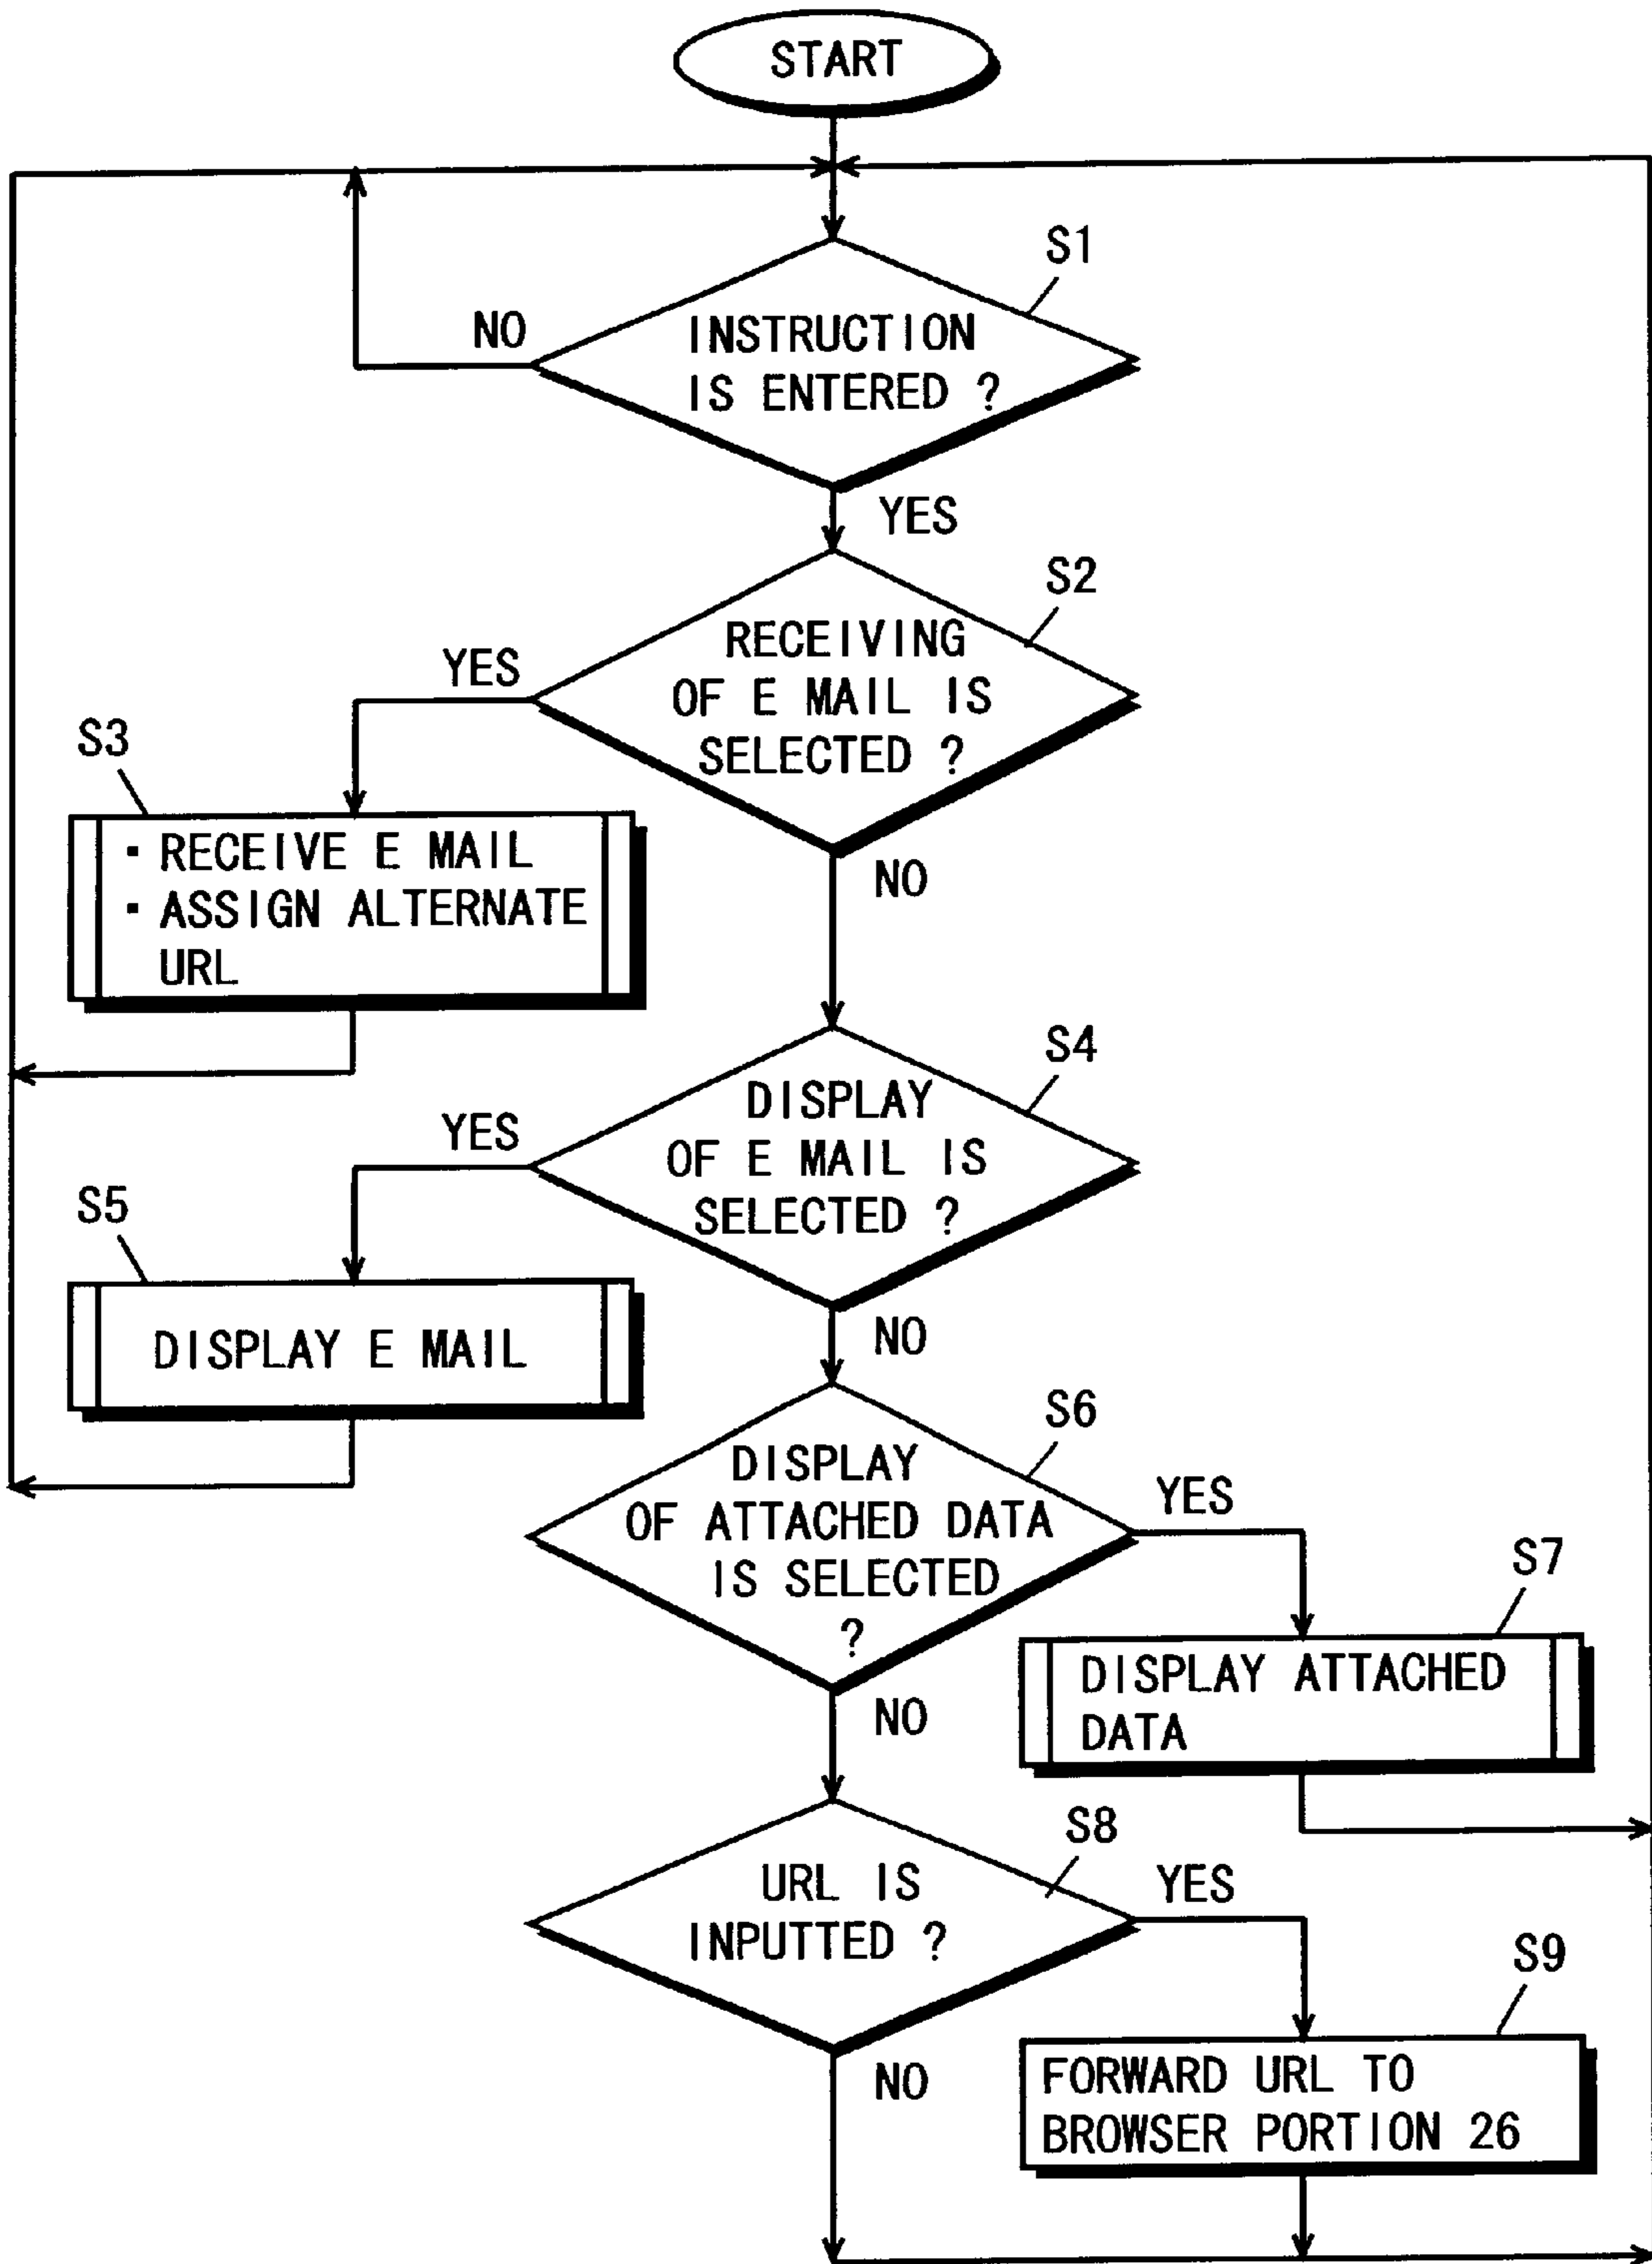 START
S1
NO
INSTRUCTION
IS ENTERED ?
YES
S2
YES
RECEIVING
OF E MAIL IS
SELECTED ?
S3
NO
· RECEIVE E MAIL
· ASSIGN ALTERNATE
URL
S4
YES
DISPLAY
OF E MAIL IS
SELECTED ?
S5
NO
DISPLAY E MAIL
S6
YES
DISPLAY
OF ATTACHED DATA
IS SELECTED
?
S7
NO
DISPLAY ATTACHED
DATA
S8
YES
URL IS
INPUTTED ?
S9
NO
FORWARD URL TO
BROWSER PORTION 26